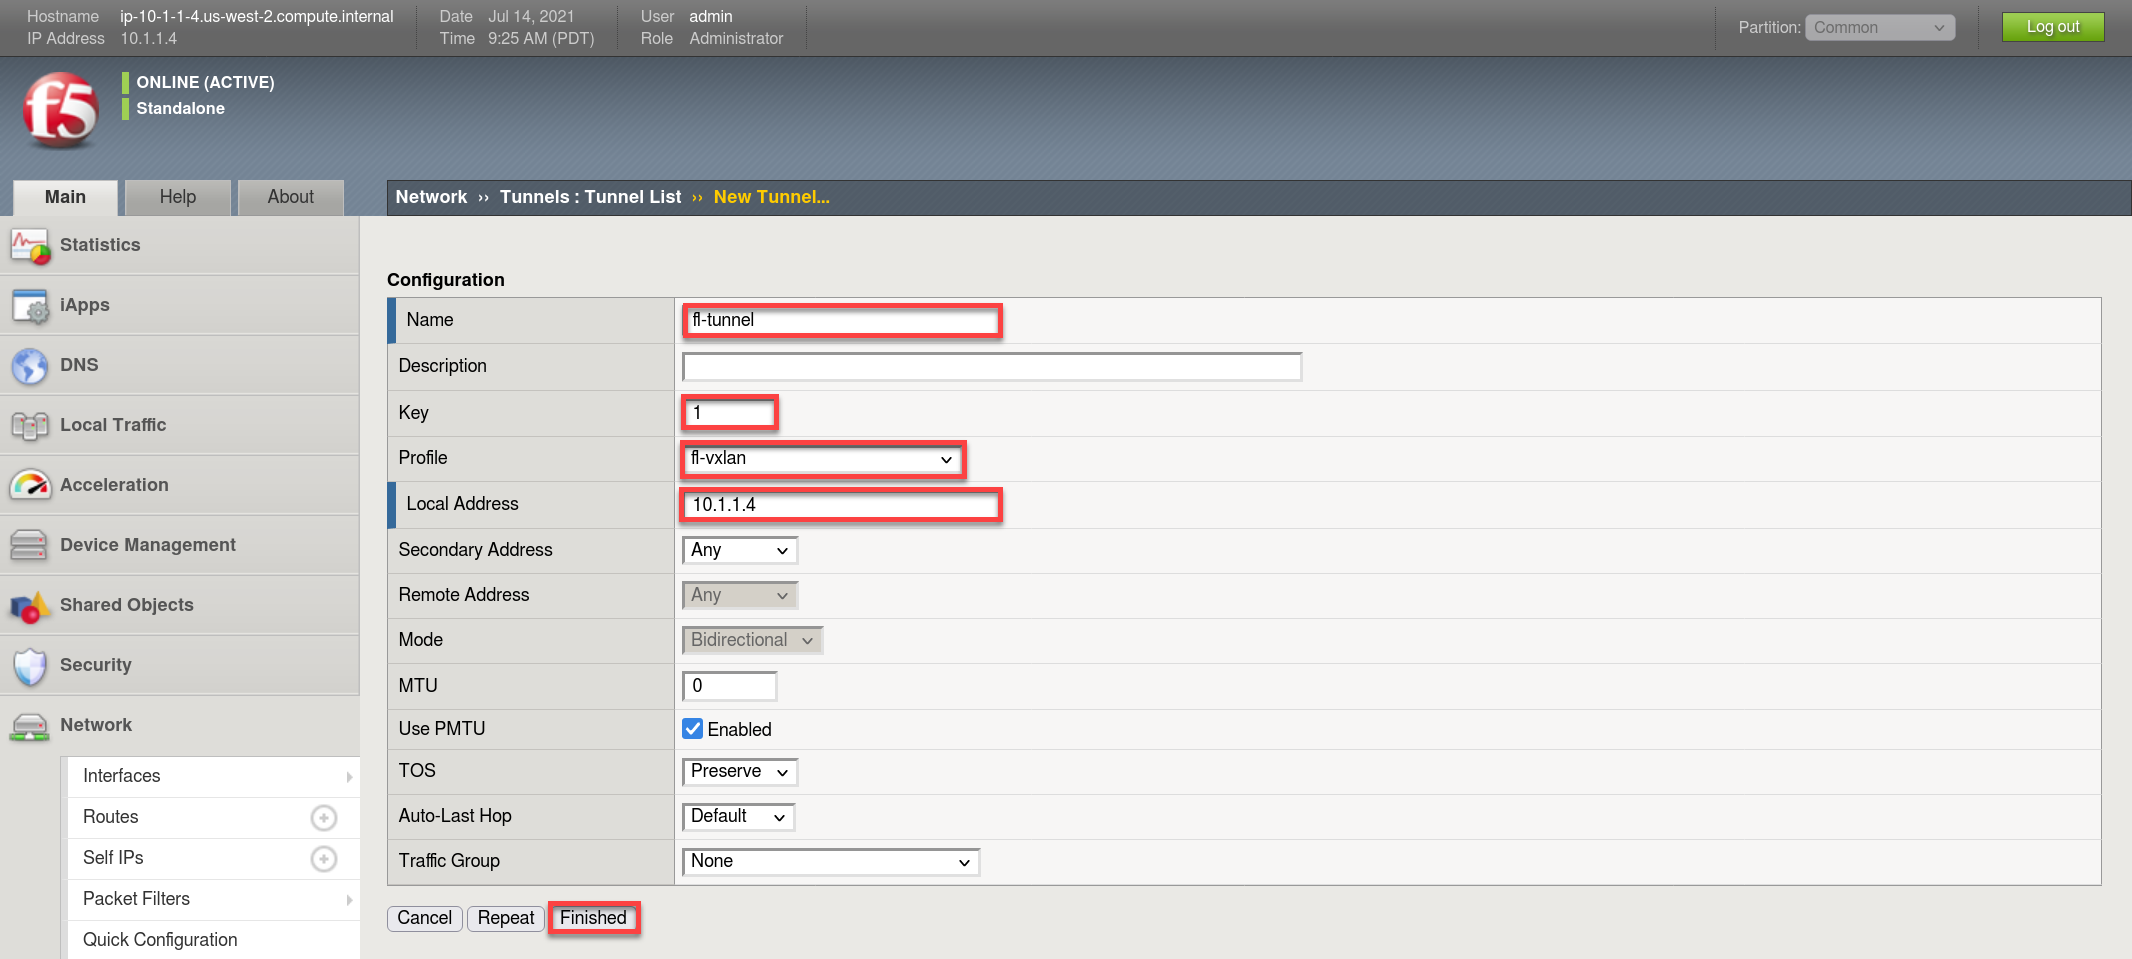 Hostname ip-10-1-1-4.us-west-2.compute.internal Date Jul 14, 2021 User admin
IP Address 10.1.1.4 Time 9:25 AM (PDT) Role Administrator
Partition: Common Log out
f5
ONLINE (ACTIVE)
Standalone
Main Help About
Network ›› Tunnels : Tunnel List ›› New Tunnel...
Statistics
iApps
DNS
Local Traffic
Acceleration
Device Management
Shared Objects
Security
Network
Interfaces
Routes
Self IPs
Packet Filters
Quick Configuration
Configuration
Name fl-tunnel
Description
Key 1
Profile fl-vxlan
Local Address 10.1.1.4
Secondary Address Any
Remote Address Any
Mode Bidirectional
MTU 0
Use PMTU Enabled
TOS Preserve
Auto-Last Hop Default
Traffic Group None
Cancel Repeat Finished